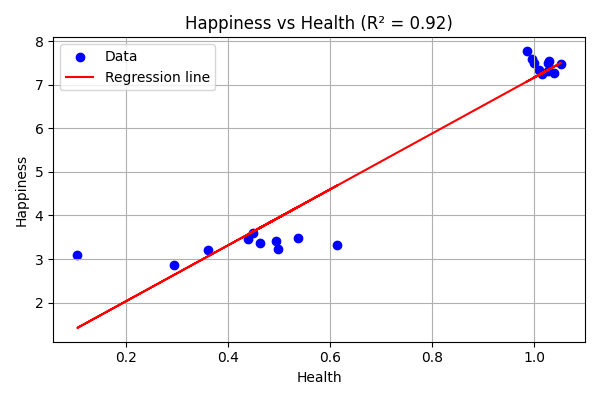 Happiness vs Health (R² = 0.92)
Data
Regression line
8
7
6
5
4
3
2
Happiness
0.2 0.4 0.6 0.8 1.0
Health